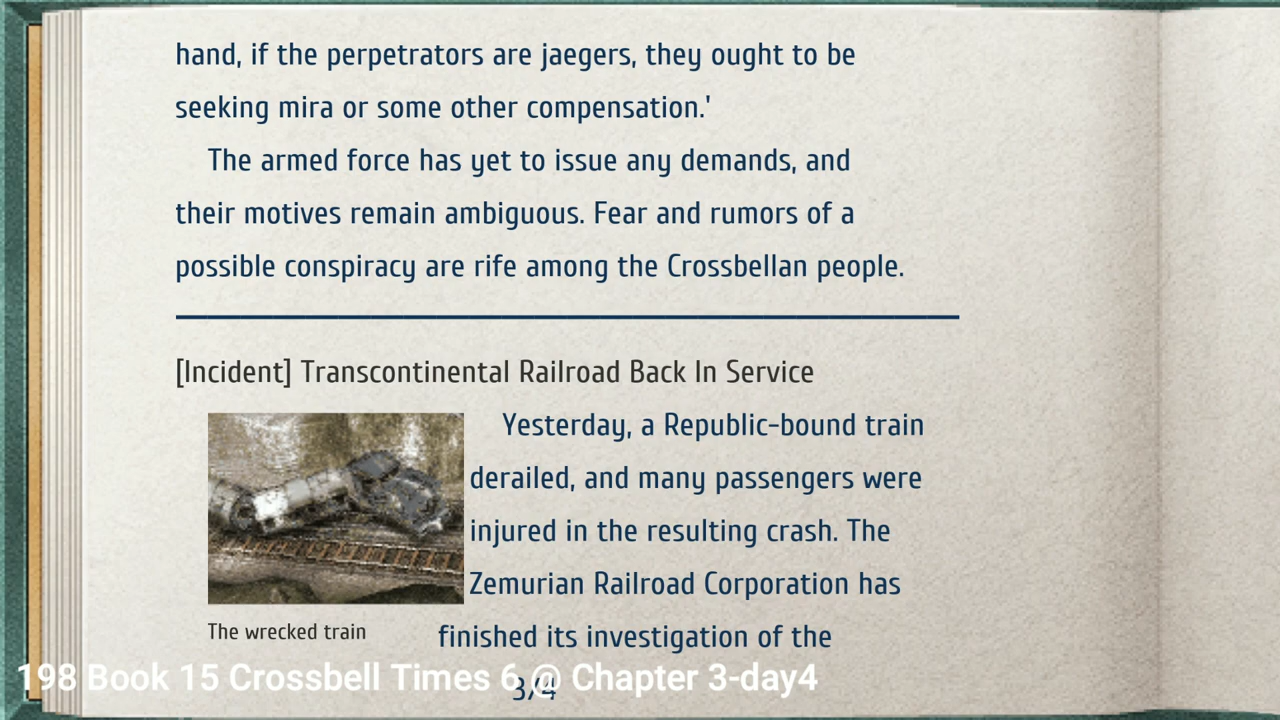 hand, if the perpetrators are jaegers, they ought to be
seeking mira or some other compensation.'
The armed force has yet to issue any demands, and
their motives remain ambiguous. Fear and rumors of a
possible conspiracy are rife among the Crossbellan people.
[Incident] Transcontinental Railroad Back In Service
Yesterday, a Republic-bound train
derailed, and many passengers were
injured in the resulting crash. The
Zemurian Railroad Corporation has
The wrecked train
finished its investigation of the
198 Book 15 Crossbell Times 6 @ Chapter 3-day4
3/4